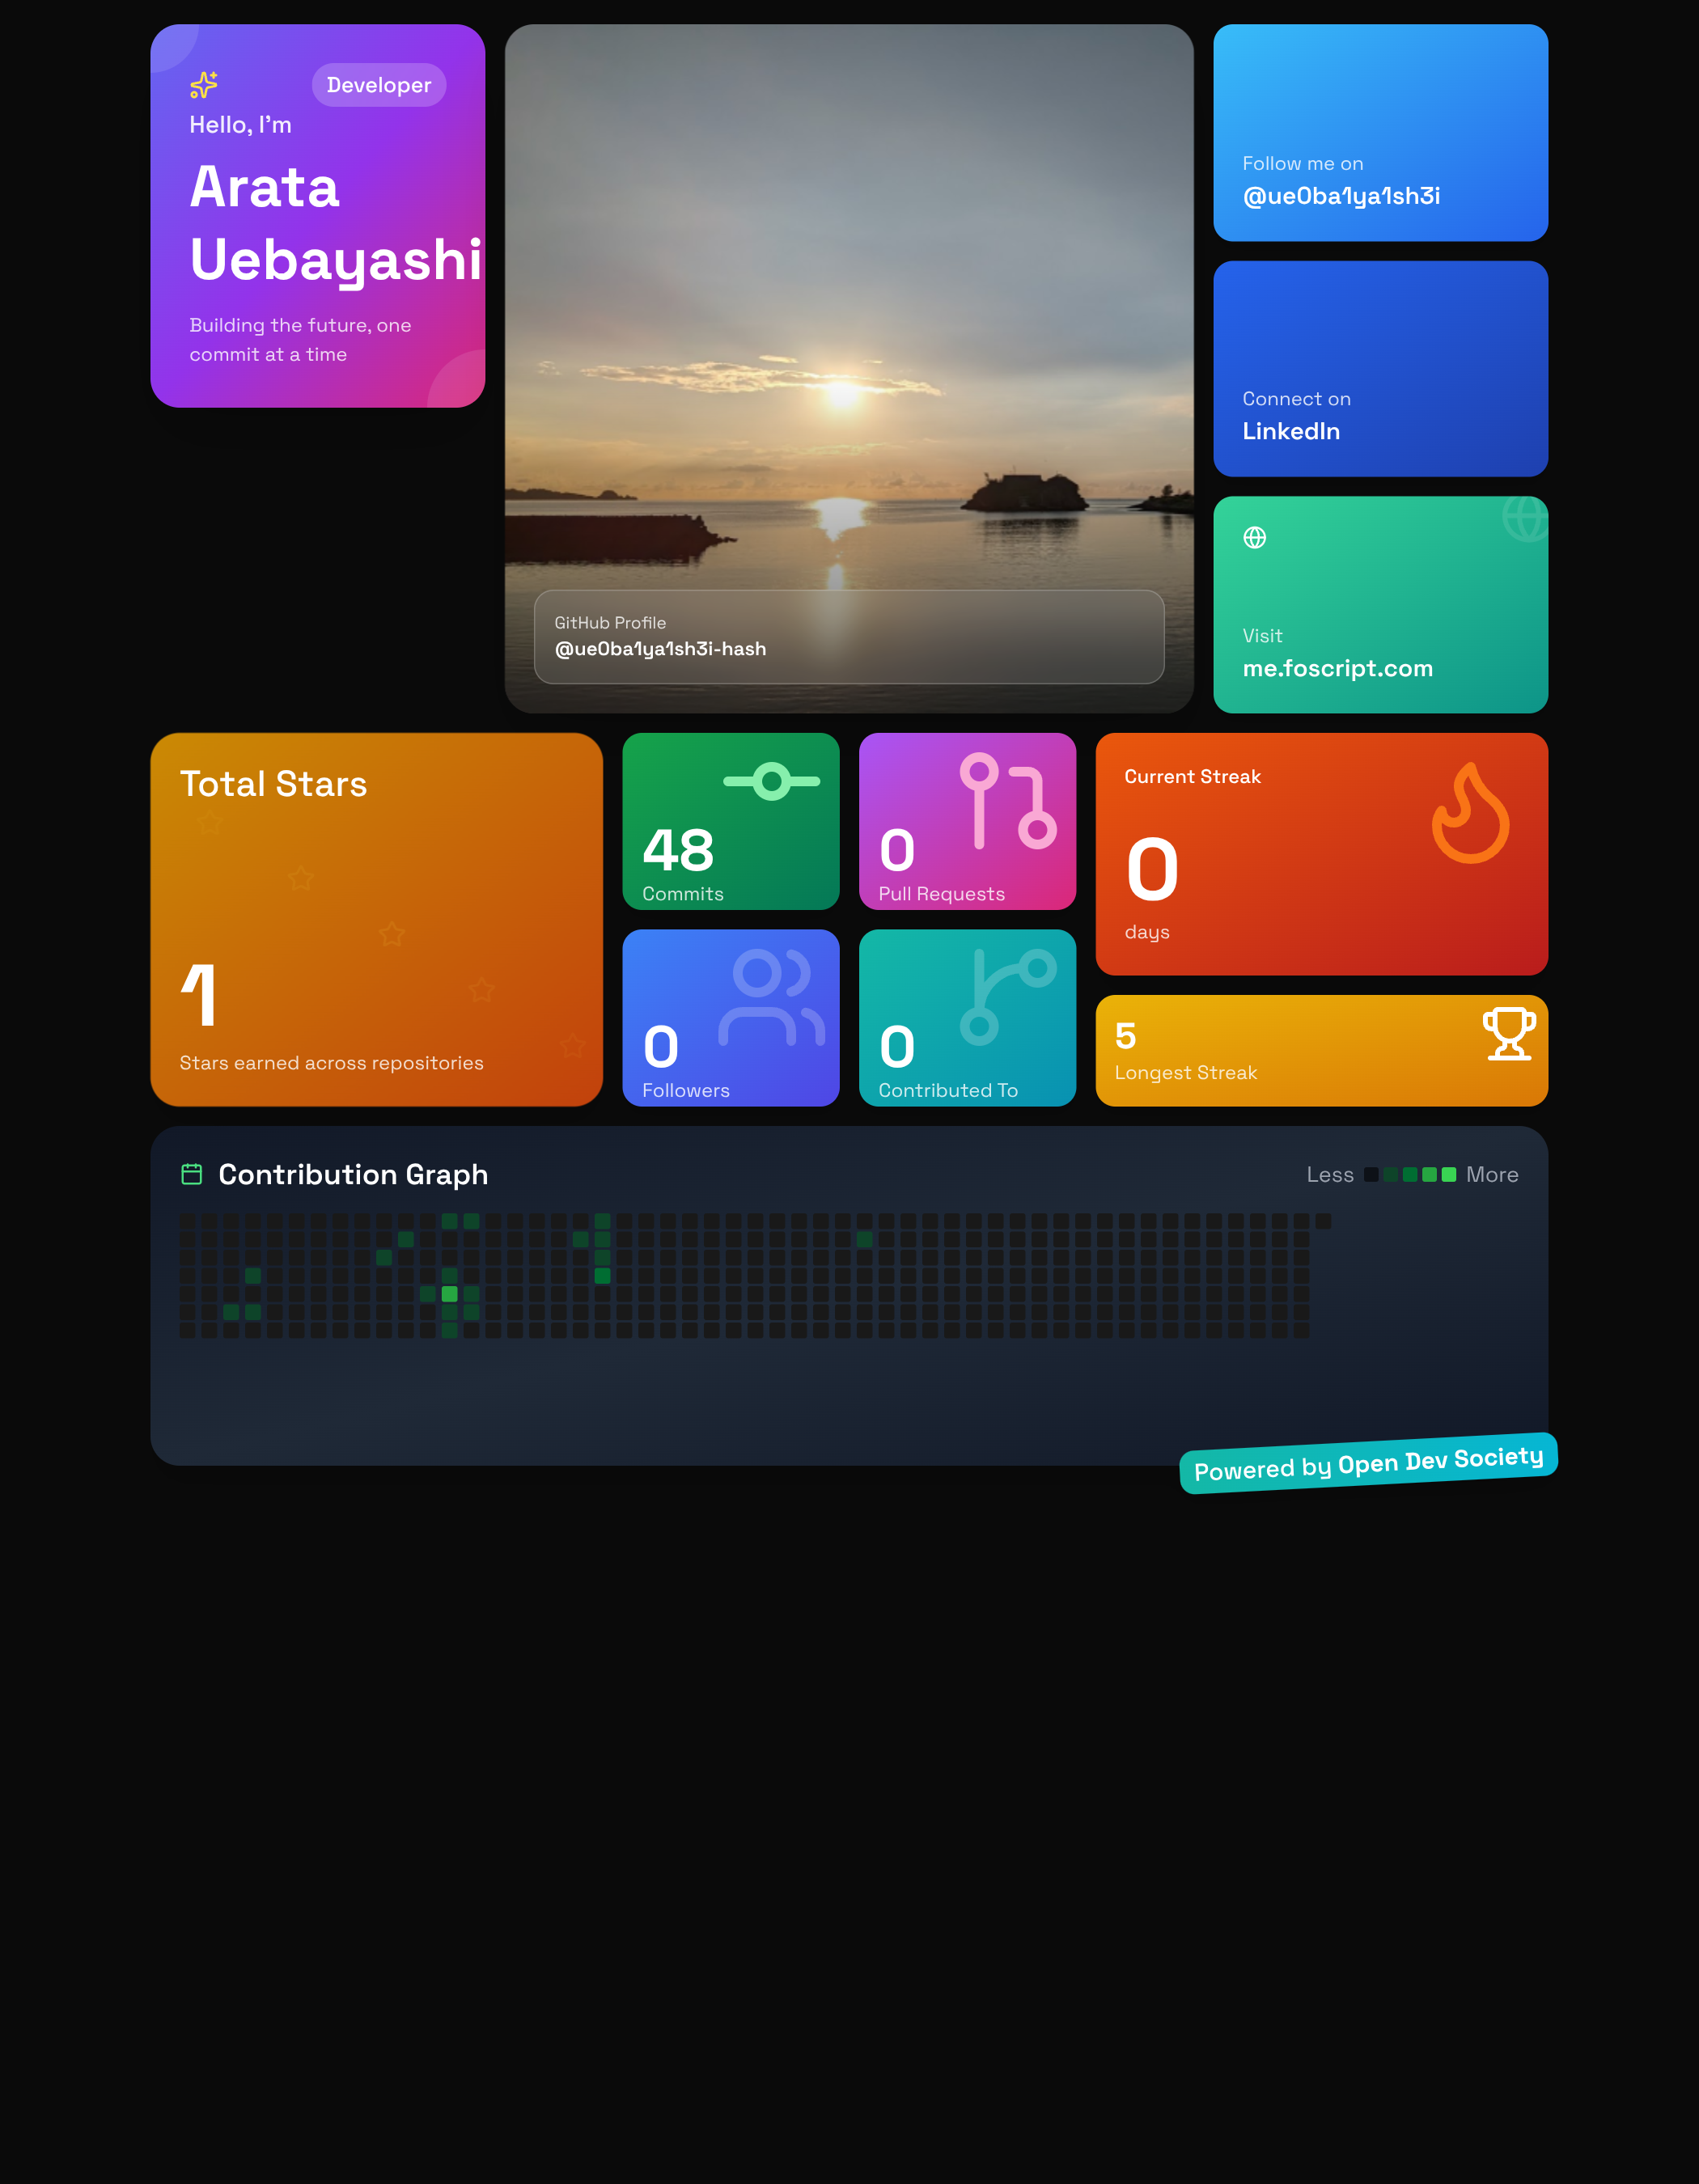 Developer
Hello, I'm
Arata
Uebayashi
Building the future, one
commit at a time
GitHub Profile
@ue0ba1ya1sh3i-hash
Follow me on
@ue0ba1ya1sh3i
Connect on
LinkedIn
Visit
me.foscript.com
Total Stars
1
Stars earned across repositories
48
Commits
0
Pull Requests
0
Followers
0
Contributed To
Current Streak
0
days
5
Longest Streak
Contribution Graph
Less More
Powered by Open Dev Society